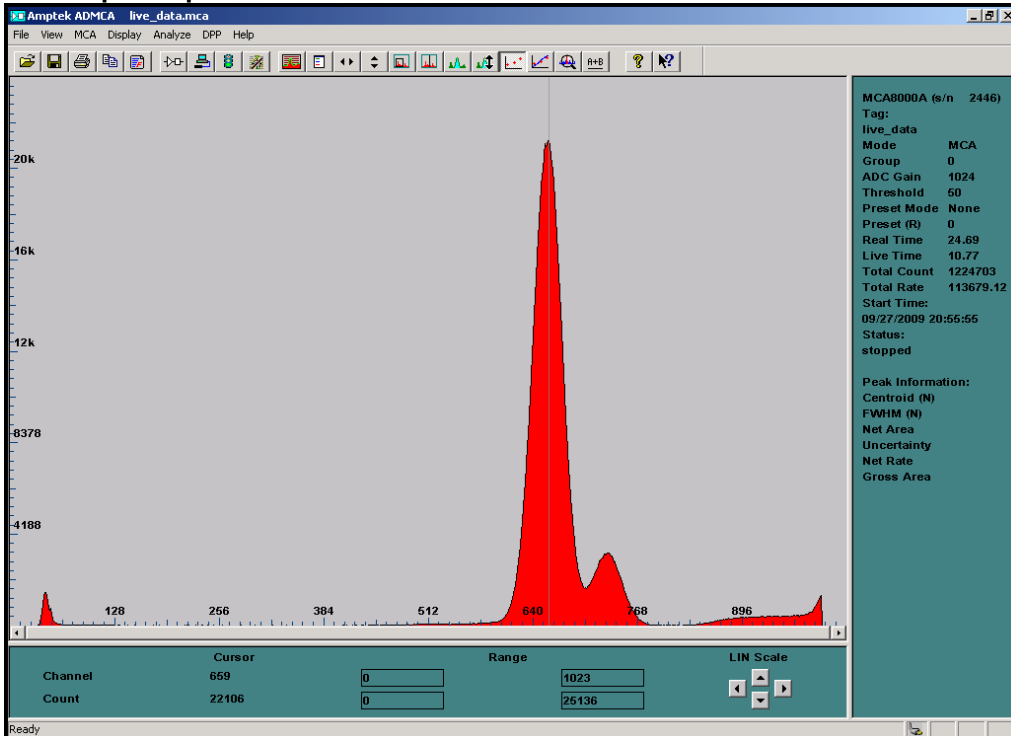 Amptek ADMCA live_data.mca
File View MCA Display Analyze DPP Help
A+B
20k
16k
12k
8378
4188
128 256 384 512 640 768 896
MCA8000A (s/n 2446)
Tag:
live_data
Mode MCA
Group 0
ADC Gain 1024
Threshold 50
Preset Mode None
Preset (R) 0
Real Time 24.69
Live Time 10.77
Total Count 1224703
Total Rate 113679.12
Start Time:
09/27/2009 20:55:55
Status:
stopped
Peak Information:
Centroid (N)
FWHM (N)
Net Area
Uncertainty
Net Rate
Gross Area
Cursor Range LIN Scale
Channel 659 0 1023
Count 22106 0 25136
Ready